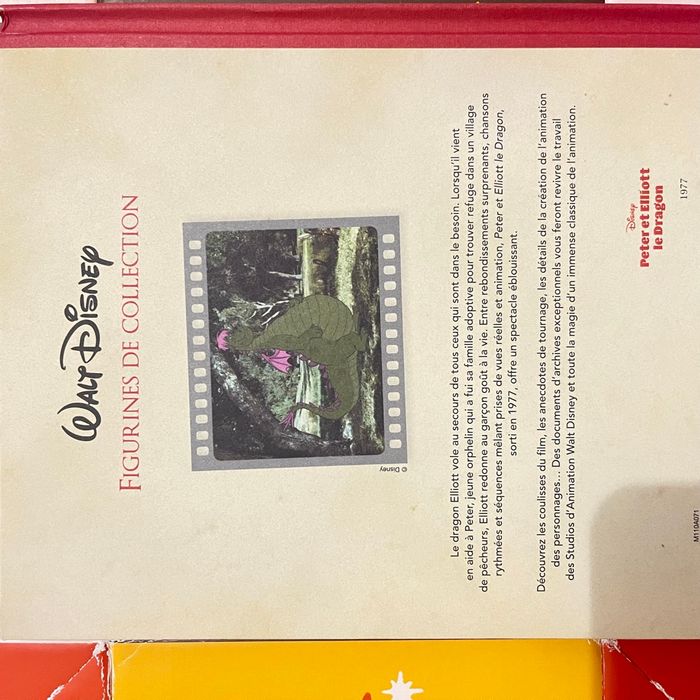 WALT DISNEY
FIGURINES DE COLLECTION
© Disney
Le dragon Elliott vole au secours de tous ceux qui sont dans le besoin. Lorsqu'il vient
en aide à Peter, jeune orphelin qui a fui sa famille adoptive pour trouver refuge dans un village
de pêcheurs, Elliott redonne au garçon goût à la vie. Entre rebondissements surprenants, chansons
rythmées et séquences mêlant prises de vues réelles et animation, Peter et Elliott le Dragon,
sorti en 1977, offre un spectacle éblouissant.
Découvrez les coulisses du film, les anecdotes de tournage, les détails de la création de l'animation
des personnages... Des documents d'archives exceptionnels vous feront revivre le travail
des Studios d'Animation Walt Disney et toute la magie d'un immense classique de l'animation.
Disney
Peter et Elliott
le Dragon
1977
M110A071